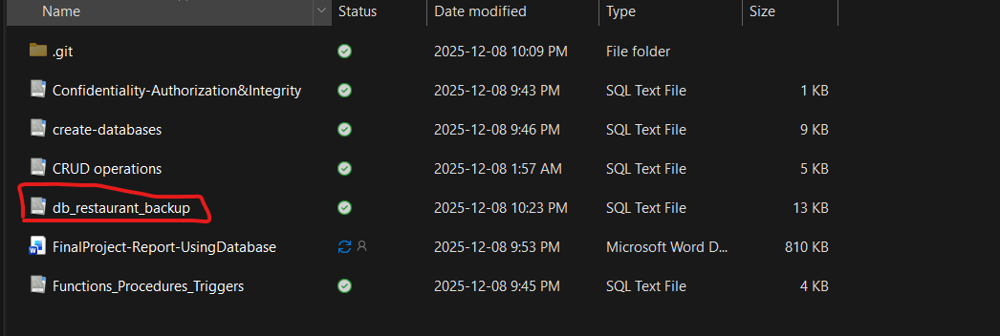 Name Status Date modified Type Size
.git 2025-12-08 10:09 PM File folder
Confidentiality-Authorization&Integrity 2025-12-08 9:43 PM SQL Text File 1 KB
create-databases 2025-12-08 9:46 PM SQL Text File 9 KB
CRUD operations 2025-12-08 1:57 AM SQL Text File 5 KB
db_restaurant_backup 2025-12-08 10:23 PM SQL Text File 13 KB
FinalProject-Report-UsingDatabase 2025-12-08 9:53 PM Microsoft Word D... 810 KB
Functions_Procedures_Triggers 2025-12-08 9:45 PM SQL Text File 4 KB